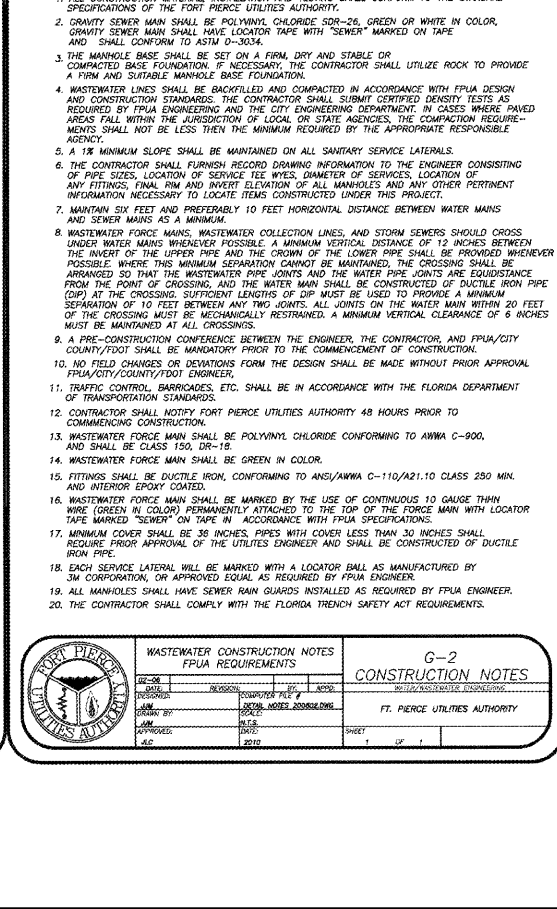 SPECIFICATIONS OF THE FORT PIERCE UTILITIES AUTHORITY.
2. GRAVITY SEWER MAIN SHALL BE POLYVINYL CHLORIDE SDR-26, GREEN OR WHITE IN COLOR,
GRAVITY SEWER MAIN SHALL HAVE LOCATOR TAPE WITH "SEWER" MARKED ON TAPE
AND SHALL CONFORM TO ASTM D-3034.
3. THE MANHOLE BASE SHALL BE SET ON A FIRM, DRY AND STABLE OR
COMPACTED BASE FOUNDATION. IF NECESSARY, THE CONTRACTOR SHALL UTILIZE ROCK TO PROVIDE
A FIRM AND SUITABLE MANHOLE BASE FOUNDATION.
4. WASTEWATER LINES SHALL BE BACKFILLED AND COMPACTED IN ACCORDANCE WITH FPUA DESIGN
AND CONSTRUCTION STANDARDS. THE CONTRACTOR SHALL SUBMIT CERTIFIED DENSITY TESTS AS
REQUIRED BY FPUA ENGINEERING AND THE CITY ENGINEERING DEPARTMENT. IN CASES WHERE PAVED
AREAS FALL WITHIN THE JURISDICTION OF LOCAL OR STATE AGENCIES, THE COMPACTION REQUIRE-
MENTS SHALL NOT BE LESS THEN THE MINIMUM REQUIRED BY THE APPROPRIATE RESPONSIBLE
AGENCY.
5. A 1% MINIMUM SLOPE SHALL BE MAINTAINED ON ALL SANITARY SERVICE LATERALS.
6. THE CONTRACTOR SHALL FURNISH RECORD DRAWING INFORMATION TO THE ENGINEER CONSISITING
OF PIPE SIZES, LOCATION OF SERVICE TEE WYES, DIAMETER OF SERVICES, LOCATION OF
ANY FITTINGS, FINAL RIM AND INVERT ELEVATION OF ALL MANHOLES AND ANY OTHER PERTINENT
INFORMATION NECESSARY TO LOCATE ITEMS CONSTRUCTED UNDER THIS PROJECT.
7. MAINTAIN SIX FEET AND PREFERABLY 10 FEET HORIZONTAL DISTANCE BETWEEN WATER MAINS
AND SEWER MAINS AS A MINIMUM.
8. WASTEWATER FORCE MAINS, WASTEWATER COLLECTION LINES, AND STORM SEWERS SHOULD CROSS
UNDER WATER MAINS WHENEVER POSSIBLE. A MINIMUM VERTICAL DISTANCE OF 12 INCHES BETWEEN
THE INVERT OF THE UPPER PIPE AND THE CROWN OF THE LOWER PIPE SHALL BE PROVIDED WHENEVER
POSSIBLE. WHERE THIS MINIMUM SEPARATION CANNOT BE MAINTAINED, THE CROSSING SHALL BE
ARRANGED SO THAT THE WASTEWATER PIPE JOINTS AND THE WATER PIPE JOINTS ARE EQUIDISTANCE
FROM THE POINT OF CROSSING, AND THE WATER MAIN SHALL BE CONSTRUCTED OF DUCTILE IRON PIPE
(DIP) AT THE CROSSING. SUFFICIENT LENGTHS OF DIP MUST BE USED TO PROVIDE A MINIMUM
SEPARATION OF 10 FEET BETWEEN ANY TWO JOINTS. ALL JOINTS ON THE WATER MAIN WITHIN 20 FEET
OF THE CROSSING MUST BE MECHANICALLY RESTRAINED. A MINIMUM VERTICAL CLEARANCE OF 6 INCHES
MUST BE MAINTAINED AT ALL CROSSINGS.
9. A PRE-CONSTRUCTION CONFERENCE BETWEEN THE ENGINEER, THE CONTRACTOR, AND FPUA/CITY
COUNTY/FDOT SHALL BE MANDATORY PRIOR TO THE COMMENCEMENT OF CONSTRUCTION.
10. NO FIELD CHANGES OR DEVIATIONS FORM THE DESIGN SHALL BE MADE WITHOUT PRIOR APPROVAL
FPUA/CITY/COUNTY/FDOT ENGINEER,
11. TRAFFIC CONTROL, BARRICADES, ETC. SHALL BE IN ACCORDANCE WITH THE FLORIDA DEPARTMENT
OF TRANSPORTATION STANDARDS.
12. CONTRACTOR SHALL NOTIFY FORT PIERCE UTILITIES AUTHORITY 48 HOURS PRIOR TO
COMMMENCING CONSTRUCTION.
13. WASTEWATER FORCE MAIN SHALL BE POLYVINYL CHLORIDE CONFORMING TO AWWA C-900,
AND SHALL BE CLASS 150, DR-18.
14. WASTEWATER FORCE MAIN SHALL BE GREEN IN COLOR.
15. FITTINGS SHALL BE DUCTILE IRON, CONFORMING TO ANSI/AWWA C-110/A21.10 CLASS 250 MIN.
AND INTERIOR EPOXY COATED.
16. WASTEWATER FORCE MAIN SHALL BE MARKED BY THE USE OF CONTINUOUS 10 GAUGE THHN
WIRE (GREEN IN COLOR) PERMANENTLY ATTACHED TO THE TOP OF THE FORCE MAIN WITH LOCATOR
TAPE MARKED "SEWER" ON TAPE IN ACCORDANCE WITH FPUA SPECIFICATIONS.
17. MINIMUM COVER SHALL BE 36 INCHES, PIPES WITH COVER LESS THAN 30 INCHES SHALL
REQUIRE PRIOR APPROVAL OF THE UTILITES ENGINEER AND SHALL BE CONSTRUCTED OF DUCTILE
IRON PIPE.
18. EACH SERVICE LATERAL WILL BE MARKED WITH A LOCATOR BALL AS MANUFACTURED BY
3M CORPORATION, OR APPROVED EQUAL AS REQUIRED BY FPUA ENGINEER.
19. ALL MANHOLES SHALL HAVE SEWER RAIN GUARDS INSTALLED AS REQUIRED BY FPUA ENGINEER.
20. THE CONTRACTOR SHALL COMPLY WITH THE FLORIDA TRENCH SAFETY ACT REQUIREMENTS.
FORT PIERCE UTILITIES AUTHORITY
WASTEWATER CONSTRUCTION NOTES
FPUA REQUIREMENTS
02-06
DATE: REVISION: BY: APPD:
DESIGNED: COMPUTER FILE #
JJM DETAIL NOTES 200602.DWG
DRAWN BY: SCALE:
JJM N.T.S.
APPROVED: DATE:
JLC 2010
G-2
CONSTRUCTION NOTES
WATER/WASTEWATER ENGINEERING
FT. PIERCE UTILITIES AUTHORITY
SHEET
1 OF 1